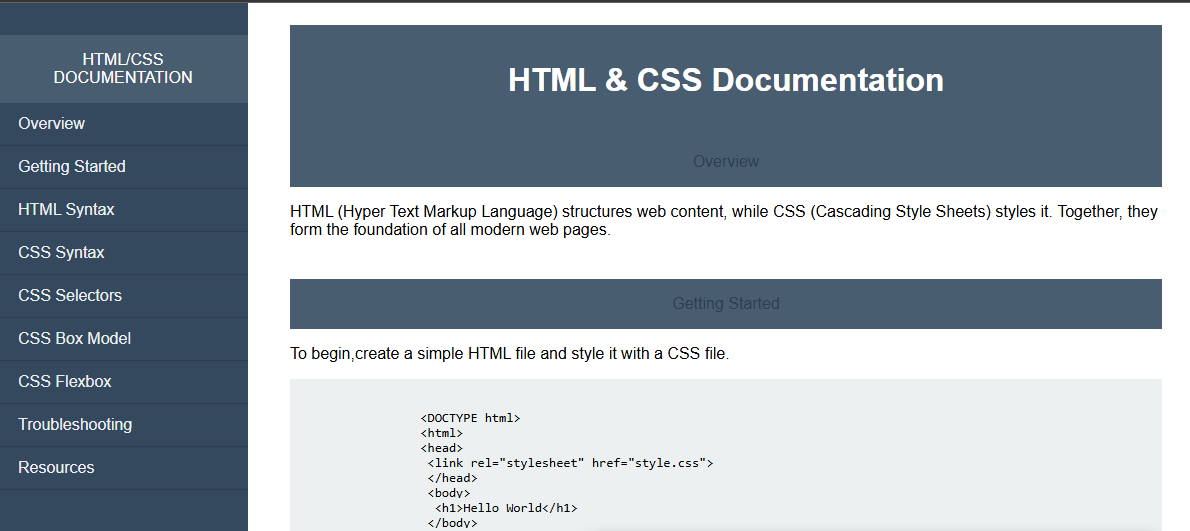 HTML/CSS
DOCUMENTATION
Overview
Getting Started
HTML Syntax
CSS Syntax
CSS Selectors
CSS Box Model
CSS Flexbox
Troubleshooting
Resources
HTML & CSS Documentation
Overview
HTML (Hyper Text Markup Language) structures web content, while CSS (Cascading Style Sheets) styles it. Together, they
form the foundation of all modern web pages.
Getting Started
To begin,create a simple HTML file and style it with a CSS file.
<DOCTYPE html>
<html>
<head>
<link rel="stylesheet" href="style.css">
</head>
<body>
<h1>Hello World</h1>
</body>